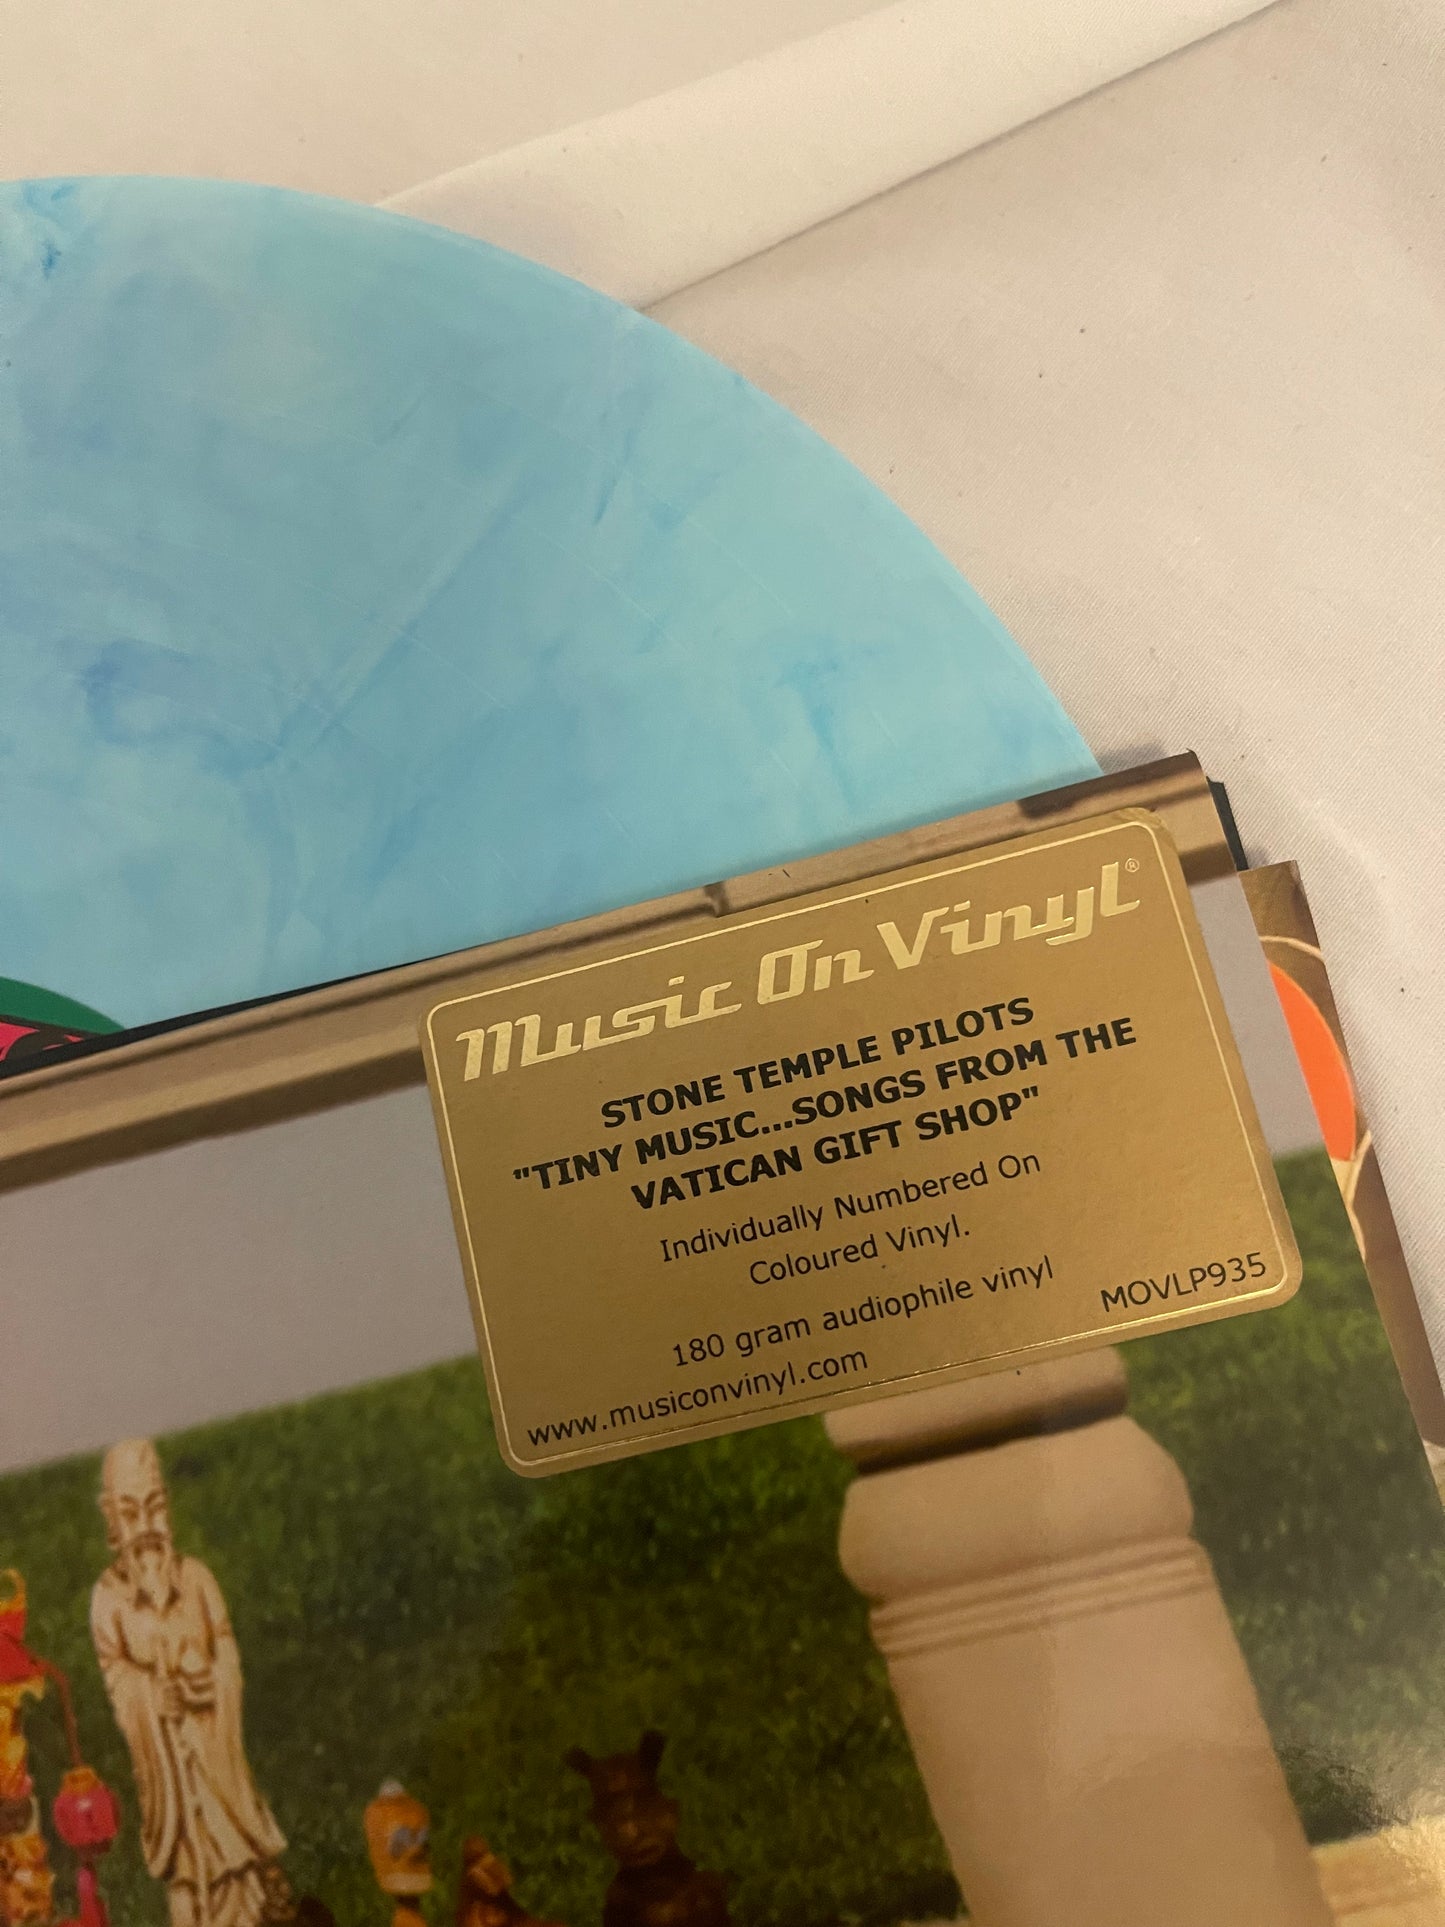 Music On Vinyl®
STONE TEMPLE PILOTS
"TINY MUSIC...SONGS FROM THE
VATICAN GIFT SHOP"
Individually Numbered On
Coloured Vinyl.
180 gram audiophile vinyl
www.musiconvinyl.com
MOVLP935